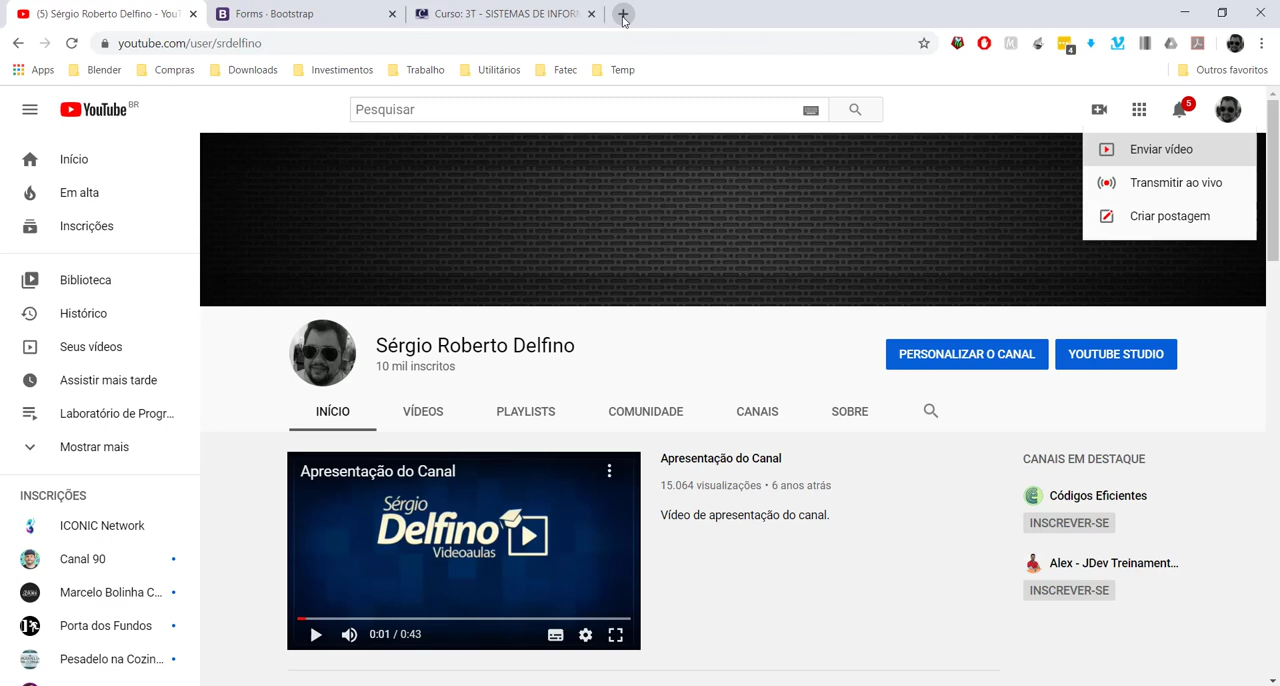 (5) Sérgio Roberto Delfino - YouT
Forms · Bootstrap
Curso: 3T - SISTEMAS DE INFORM
youtube.com/user/srdelfino
4
Apps
Blender
Compras
Downloads
Investimentos
Trabalho
Utilitários
Fatec
Temp
Outros favoritos
YouTube BR
Pesquisar
5
Início
Em alta
Inscrições
Biblioteca
Histórico
Seus vídeos
Assistir mais tarde
Laboratório de Progr...
Mostrar mais
INSCRIÇÕES
ICONIC Network
Canal 90
Marcelo Bolinha C...
Porta dos Fundos
Pesadelo na Cozin...
Enviar vídeo
Transmitir ao vivo
Criar postagem
Sérgio Roberto Delfino
10 mil inscritos
PERSONALIZAR O CANAL
YOUTUBE STUDIO
INÍCIO
VÍDEOS
PLAYLISTS
COMUNIDADE
CANAIS
SOBRE
Apresentação do Canal
Sérgio
Delfino
Videoaulas
0:01 / 0:43
Apresentação do Canal
15.064 visualizações • 6 anos atrás
Vídeo de apresentação do canal.
CANAIS EM DESTAQUE
Códigos Eficientes
INSCREVER-SE
Alex - JDev Treinament...
INSCREVER-SE